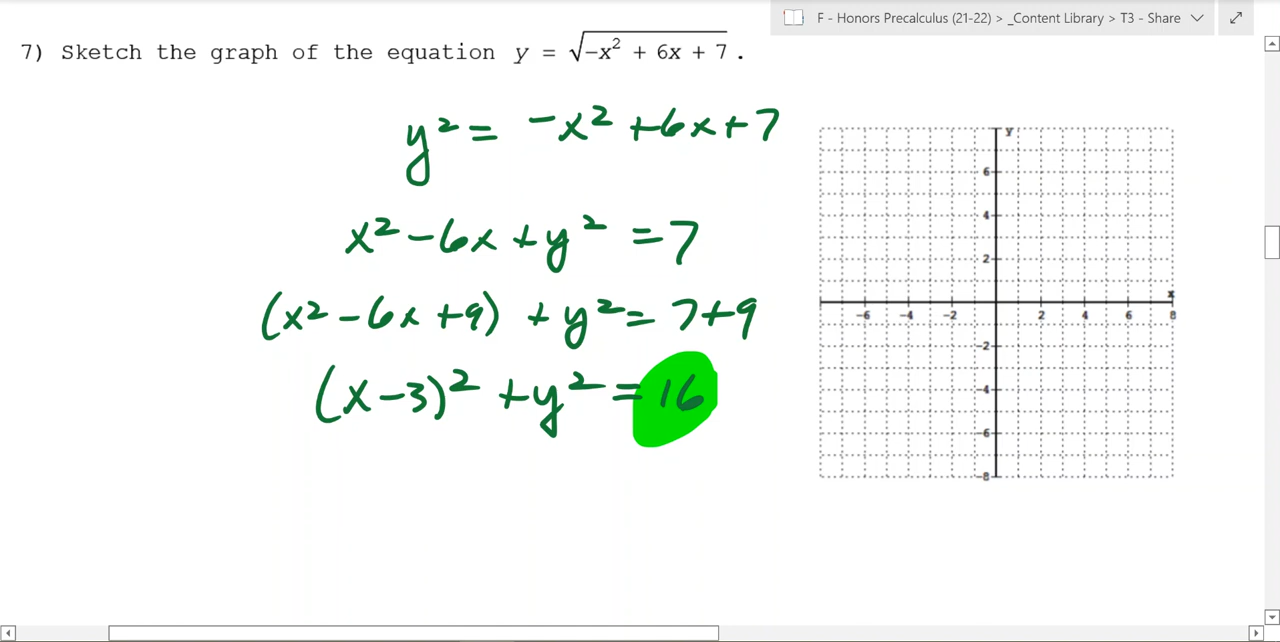 F - Honors Precalculus (21-22) > _Content Library > T3 - Share
7) Sketch the graph of the equation y = √−x² + 6x + 7 .
y² = −x² + 6x + 7
x² − 6x + y² = 7
(x² − 6x + 9) + y² = 7 + 9
(x − 3)² + y² = 16
y
6
4
2
x
-6 -4 -2 2 4 6 8
-2
-4
-6
-8